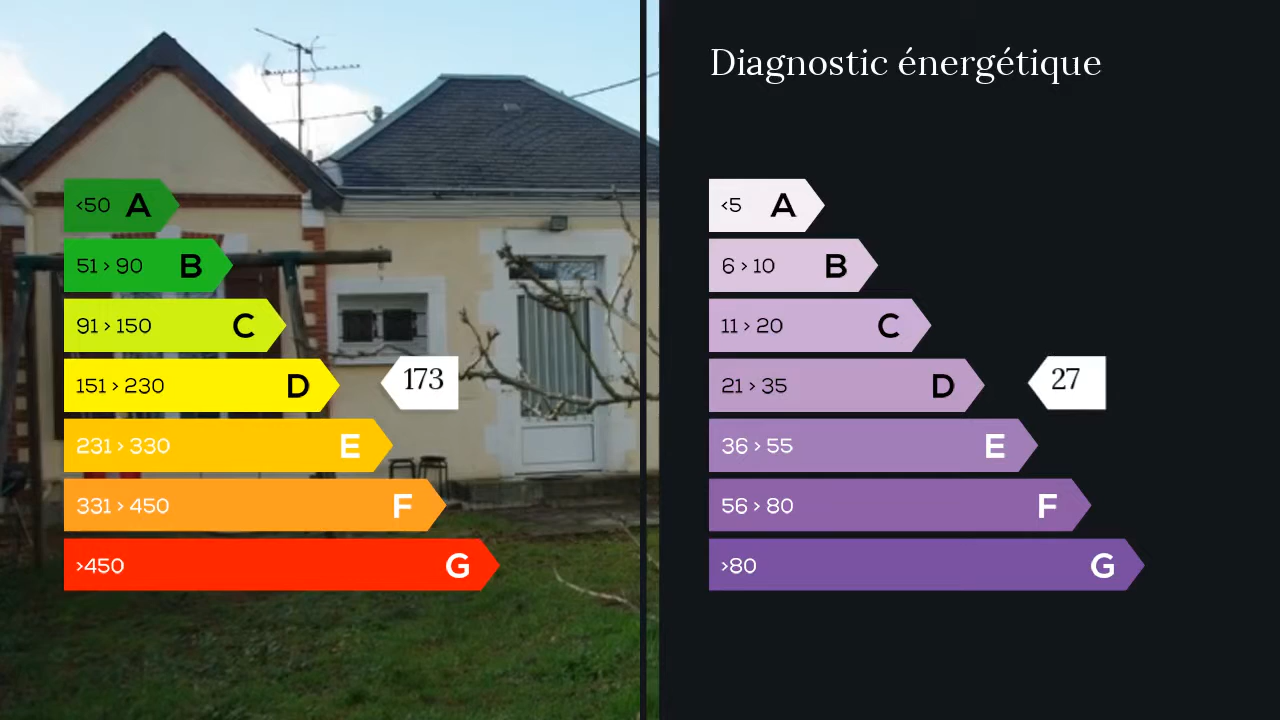 Diagnostic énergétique
<50 A
51 > 90 B
91 > 150 C
151 > 230 D
173
231 > 330 E
331 > 450 F
>450 G
<5 A
6 > 10 B
11 > 20 C
21 > 35 D
27
36 > 55 E
56 > 80 F
>80 G